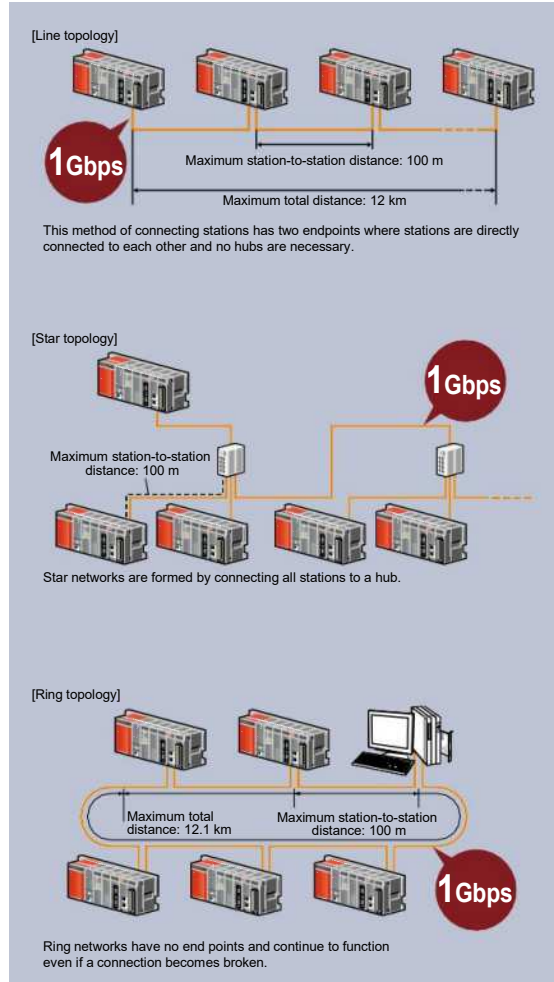 [Line topology]
1Gbps
Maximum station-to-station distance: 100 m
Maximum total distance: 12 km
This method of connecting stations has two endpoints where stations are directly
connected to each other and no hubs are necessary.
[Star topology]
1Gbps
Maximum station-to-station
distance: 100 m
Star networks are formed by connecting all stations to a hub.
[Ring topology]
Maximum total
distance: 12.1 km
Maximum station-to-station
distance: 100 m
1Gbps
Ring networks have no end points and continue to function
even if a connection becomes broken.